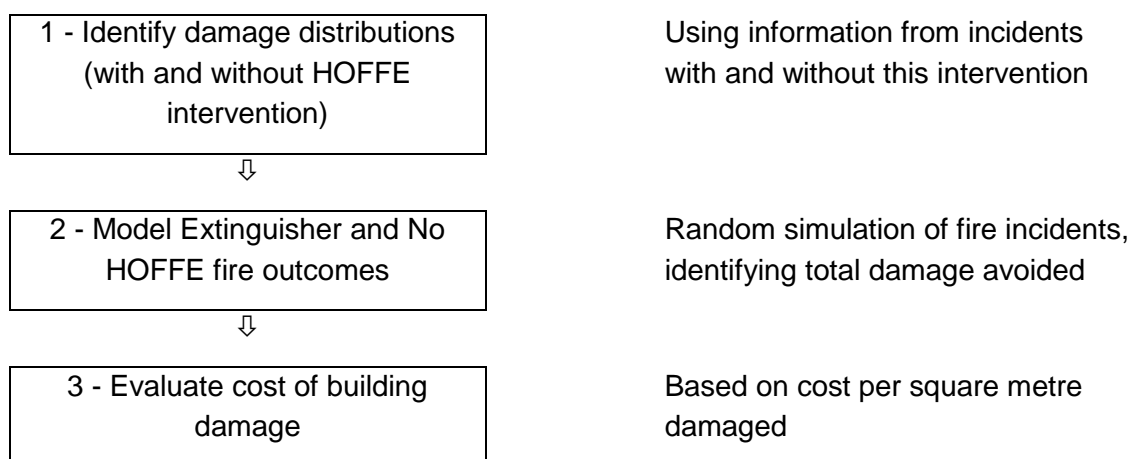 1 - Identify damage distributions
(with and without HOFFE
intervention)
Using information from incidents
with and without this intervention
⇩
2 - Model Extinguisher and No
HOFFE fire outcomes
Random simulation of fire incidents,
identifying total damage avoided
⇩
3 - Evaluate cost of building
damage
Based on cost per square metre
damaged